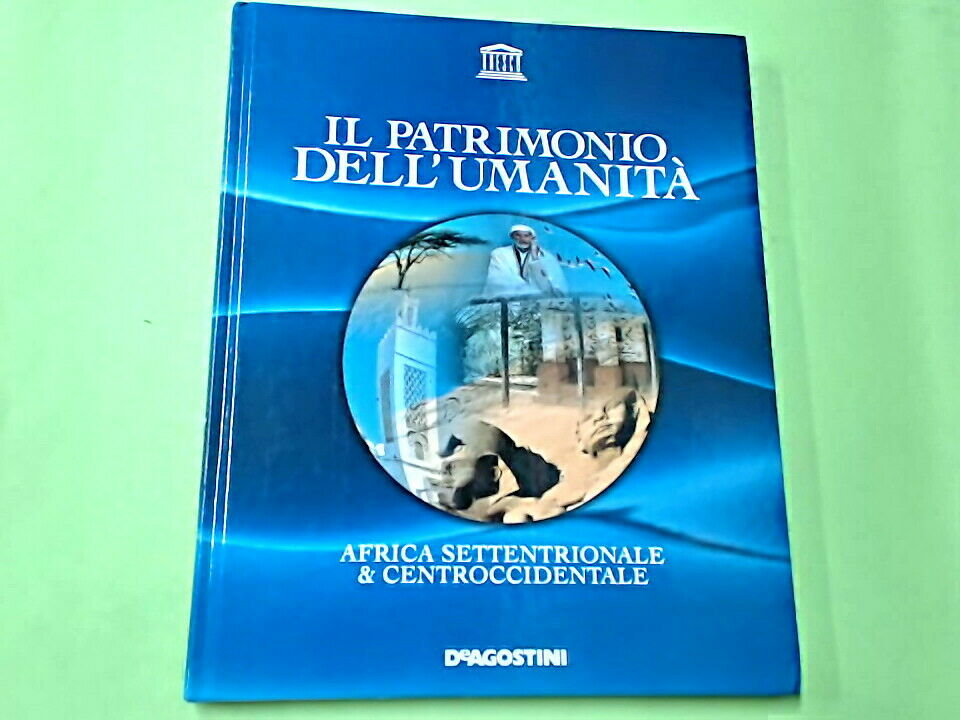 IL PATRIMONIO
DELL'UMANITÀ
AFRICA SETTENTRIONALE
& CENTROCCIDENTALE
DeAGOSTINI